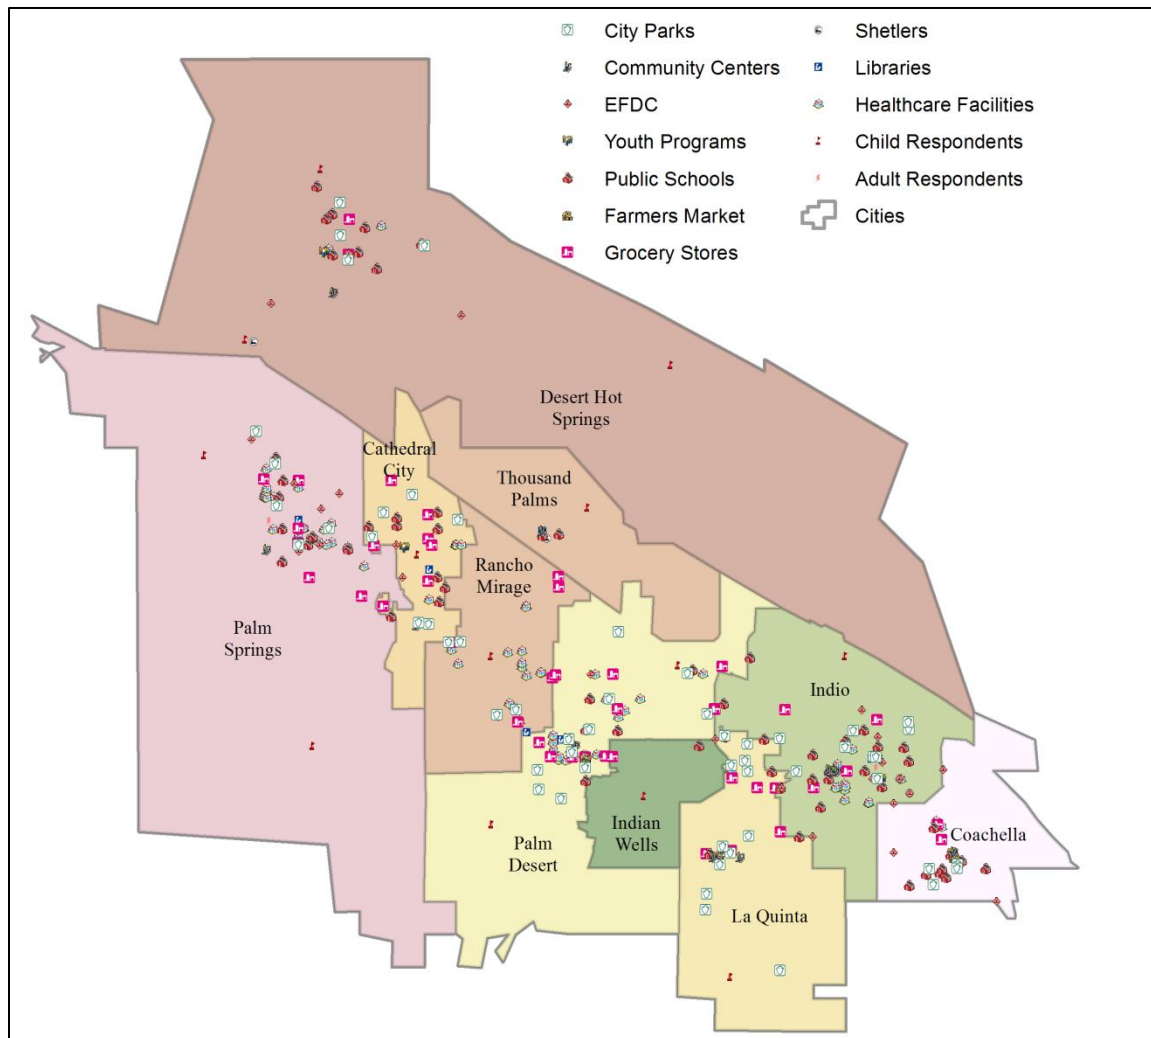 City Parks
Community Centers
EFDC
Youth Programs
Public Schools
Farmers Market
Grocery Stores
Shetlers
Libraries
Healthcare Facilities
Child Respondents
Adult Respondents
Cities
Desert Hot
Springs
Cathedral
City
Thousand
Palms
Rancho
Mirage
Palm
Springs
Indio
Indian
Wells
Palm
Desert
Coachella
La Quinta